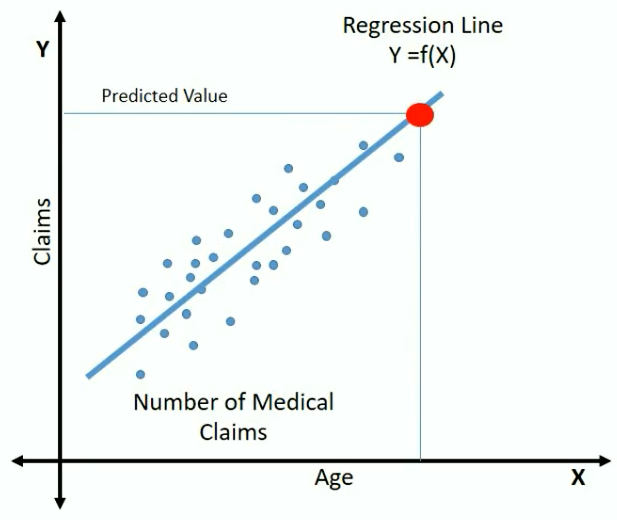 Regression Line
Y =f(X)
Y
Predicted Value
Claims
Number of Medical
Claims
Age
X